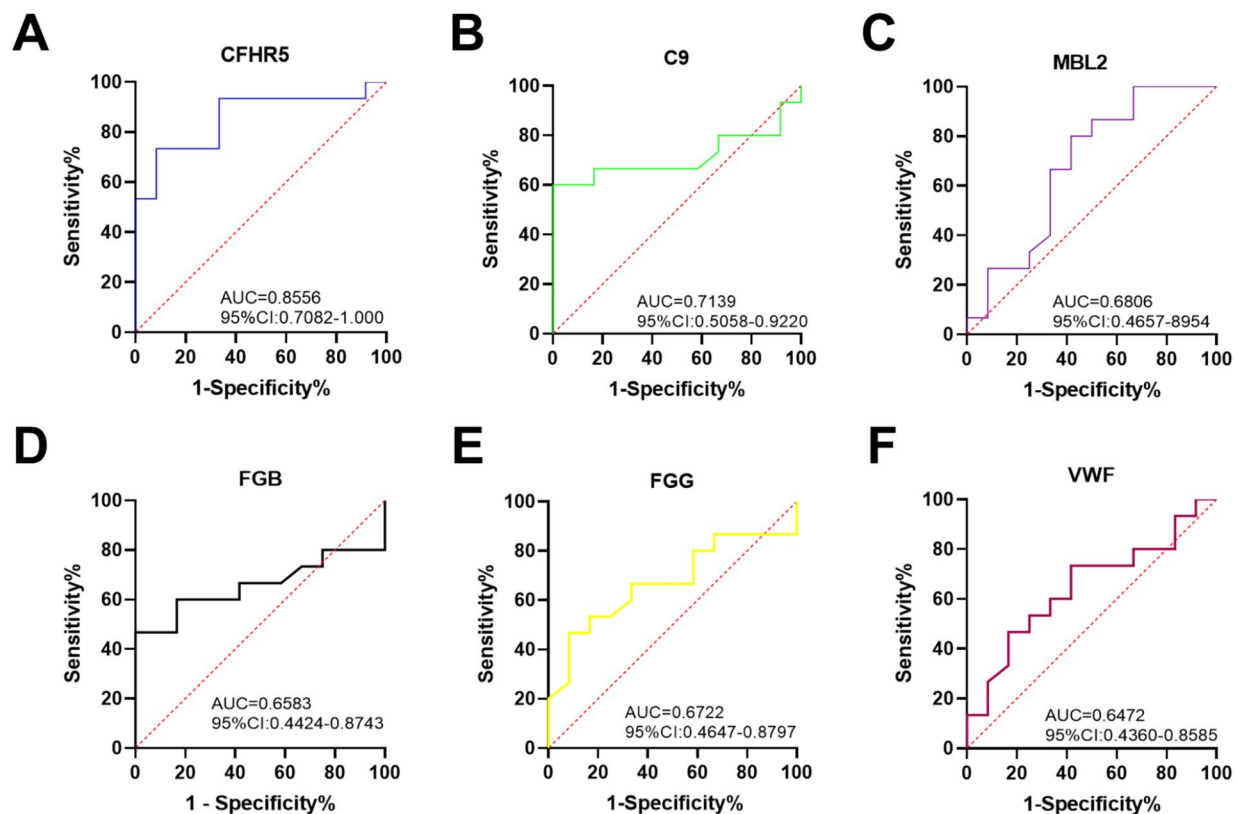 A
CFHR5
Sensitivity%
100
80
60
40
20
0
AUC=0.8556
95%CI:0.7082-1.000
0 20 40 60 80 100
1-Specificity%
B
C9
Sensitivity%
100
80
60
40
20
0
AUC=0.7139
95%CI:0.5058-0.9220
0 20 40 60 80 100
1-Specificity%
C
MBL2
Sensitivity%
100
80
60
40
20
0
AUC=0.6806
95%CI:0.4657-8954
0 20 40 60 80 100
1-Specificity%
D
FGB
Sensitivity%
100
80
60
40
20
0
AUC=0.6583
95%CI:0.4424-0.8743
0 20 40 60 80 100
1 - Specificity%
E
FGG
Sensitivity%
100
80
60
40
20
0
AUC=0.6722
95%CI:0.4647-0.8797
0 20 40 60 80 100
1-Specificity%
F
VWF
Sensitivity%
100
80
60
40
20
0
AUC=0.6472
95%CI:0.4360-0.8585
0 20 40 60 80 100
1-Specificity%